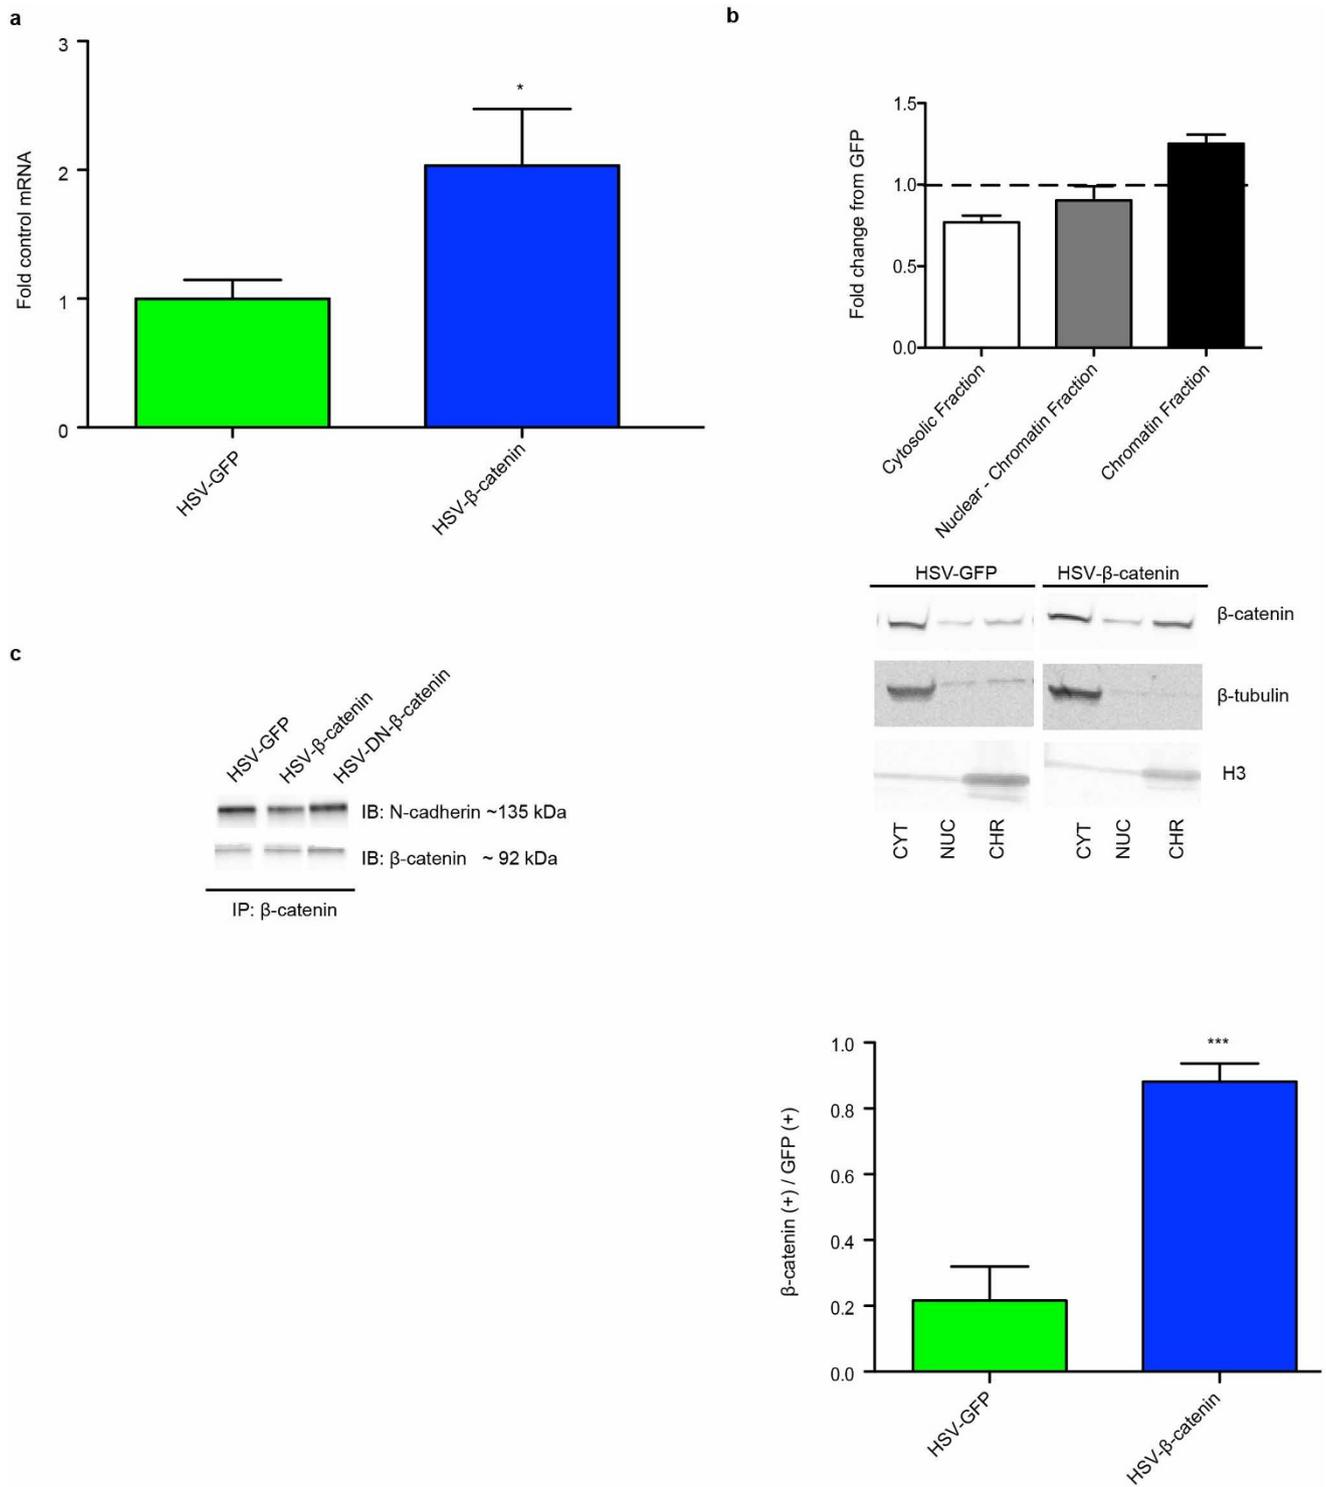 a
3
2
1
0
Fold control mRNA
*
HSV-GFP
HSV-β-catenin
b
1.5
1.0
0.5
0.0
Fold change from GFP
Cytosolic Fraction
Nuclear - Chromatin Fraction
Chromatin Fraction
HSV-GFP HSV-β-catenin
β-catenin
β-tubulin
H3
CYT NUC CHR CYT NUC CHR
c
HSV-GFP
HSV-β-catenin
HSV-DN-β-catenin
IB: N-cadherin ~135 kDa
IB: β-catenin ~ 92 kDa
IP: β-catenin
1.0
0.8
0.6
0.4
0.2
0.0
β-catenin (+) / GFP (+)
***
HSV-GFP
HSV-β-catenin